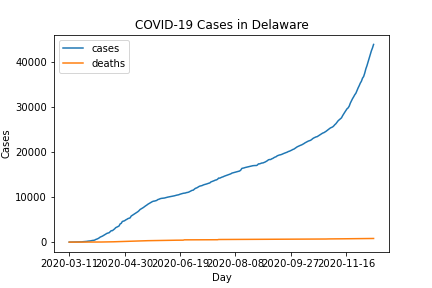 COVID-19 Cases in Delaware
cases
deaths
40000
30000
20000
10000
0
Cases
2020-03-11 2020-04-30 2020-06-19 2020-08-08 2020-09-27 2020-11-16
Day